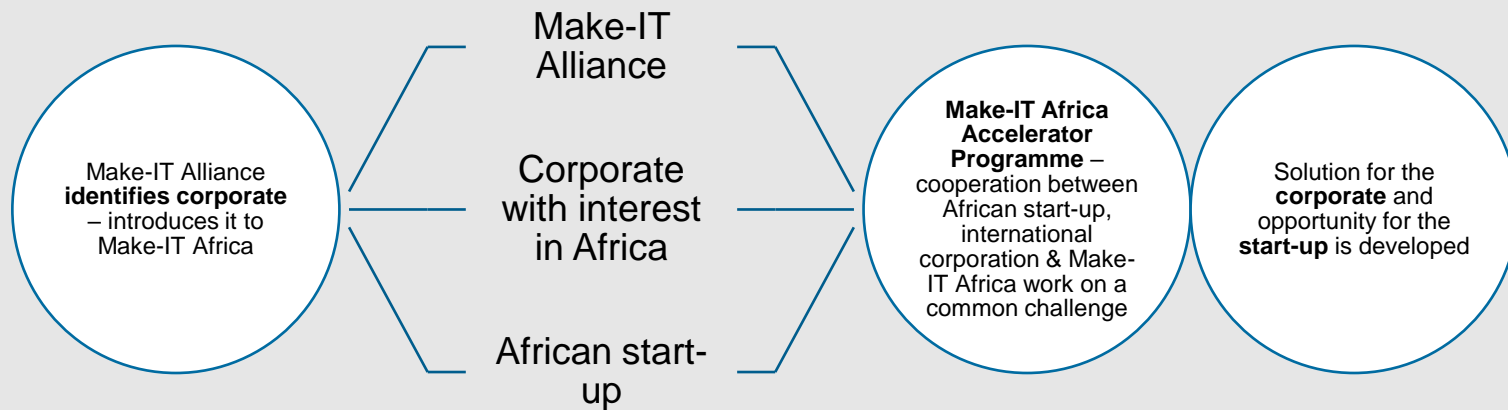 Make-IT Alliance
identifies corporate
– introduces it to
Make-IT Africa
Make-IT
Alliance
Corporate
with interest
in Africa
African start-
up
Make-IT Africa
Accelerator
Programme –
cooperation between
African start-up,
international
corporation & Make-
IT Africa work on a
common challenge
Solution for the
corporate and
opportunity for the
start-up is developed